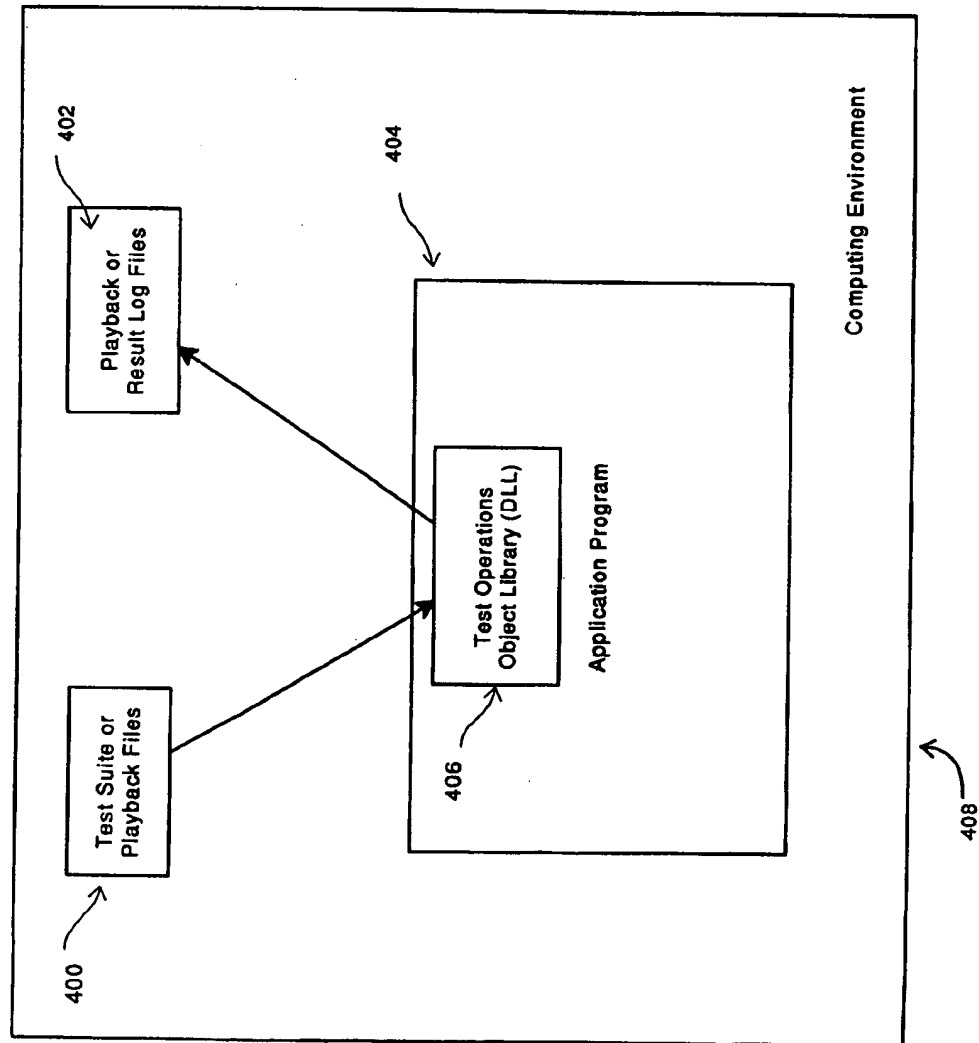 400
Test Suite or
Playback Files
Playback or
Result Log Files
402
404
406
Test Operations
Object Library (DLL)
Application Program
Computing Environment
408